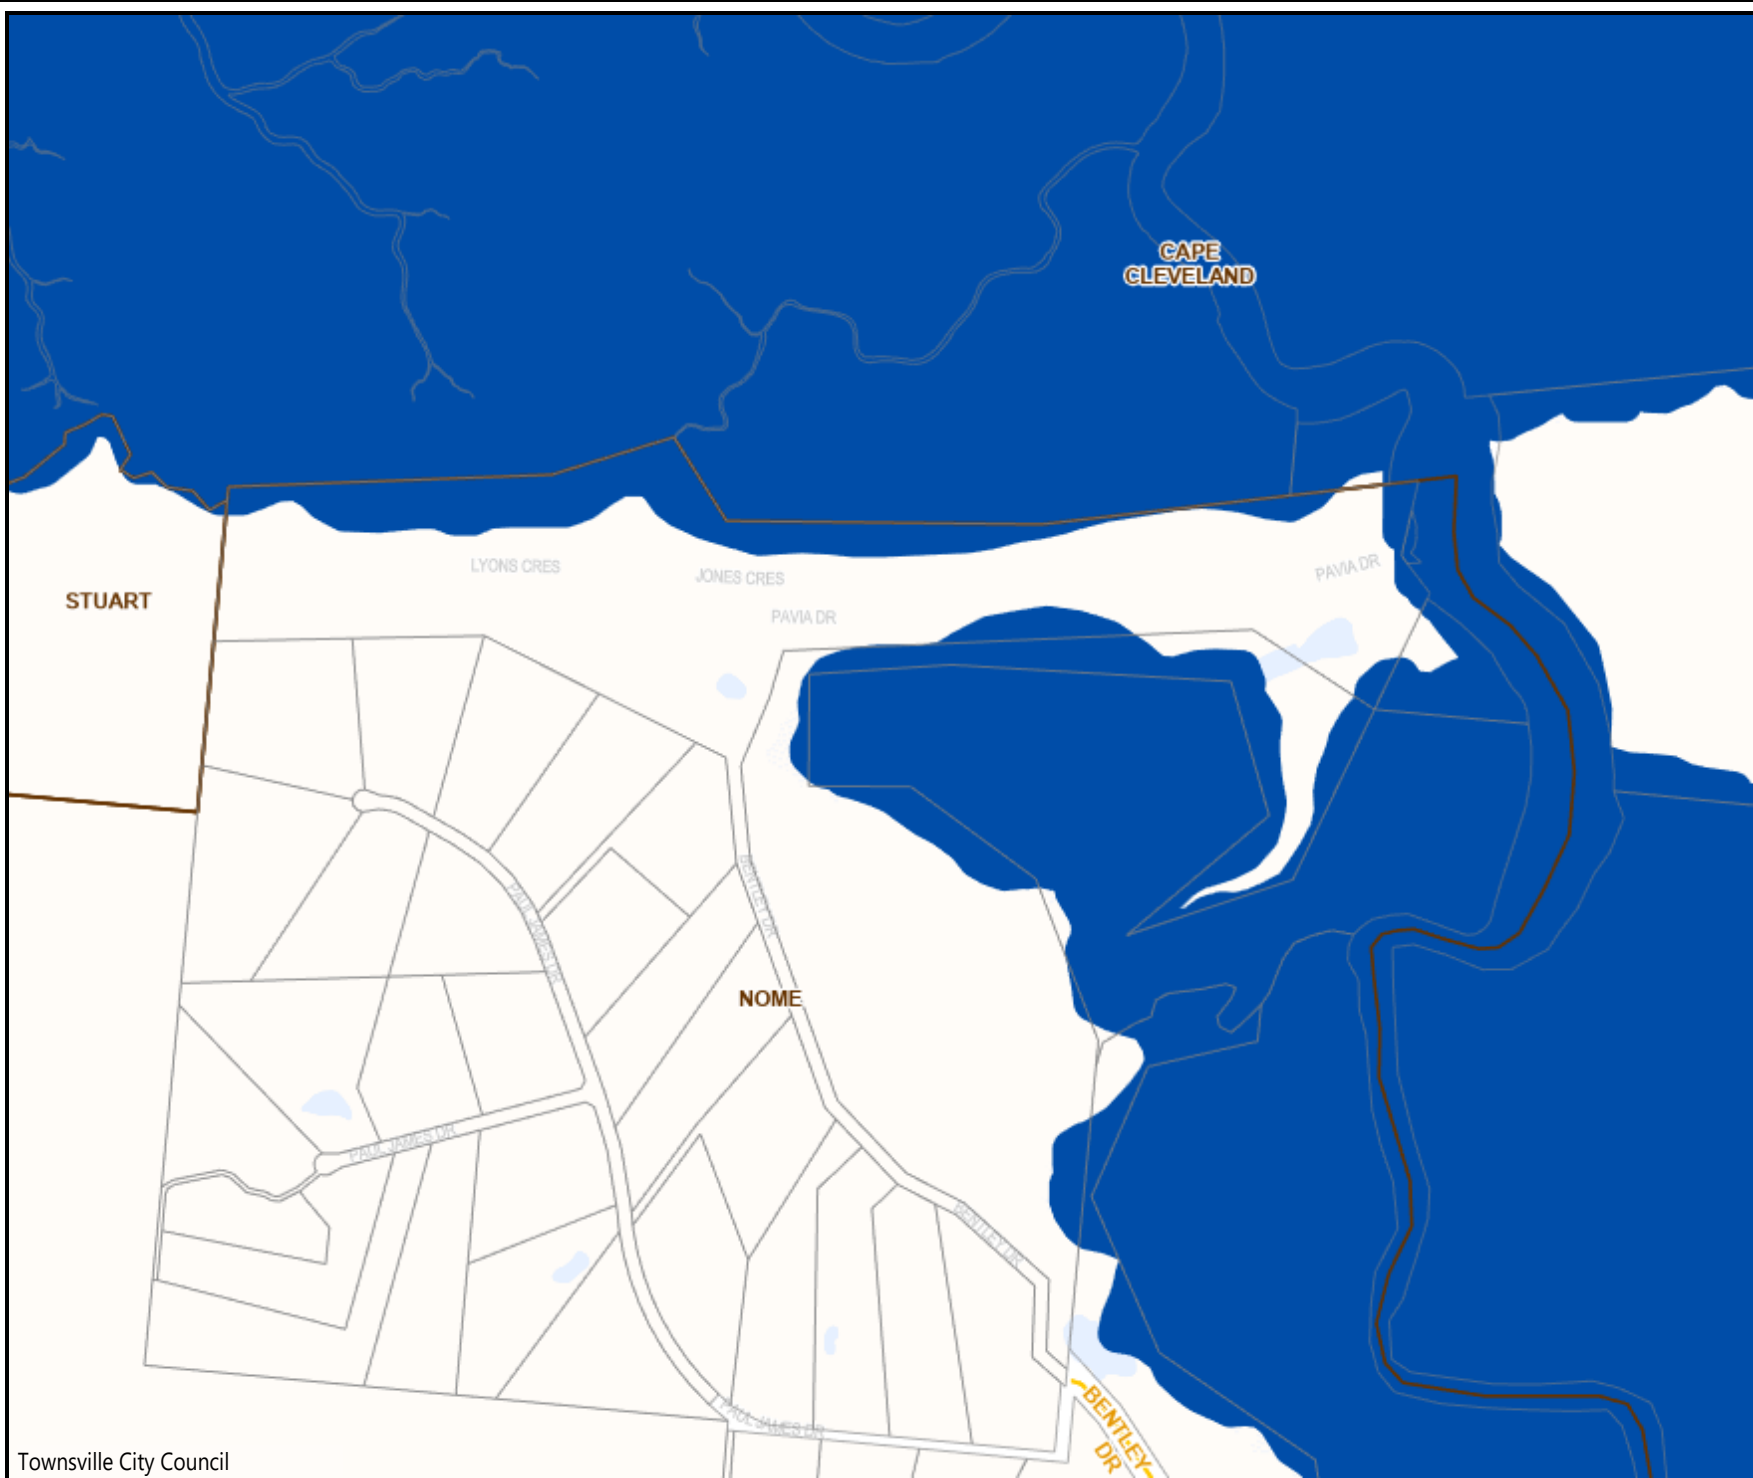 CAPE
CLEVELAND
LYONS CRES
JONES CRES
PAVIA DR
PAVIA DR
STUART
BENTLEY DR
PAUL JAMES DR
NOME
PAUL JAMES DR
BENTLEY DR
PAUL JAMES DR
BENTLEY
DR
Townsville City Council